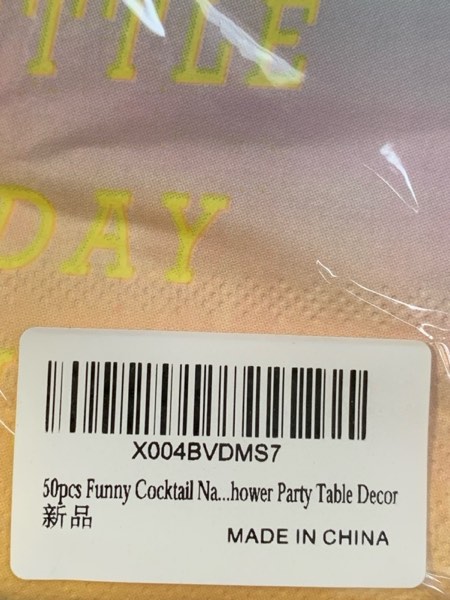 TTLE
DAY
X004BVDMS7
50pcs Funny Cocktail Na...hower Party Table Decor
新品
MADE IN CHINA